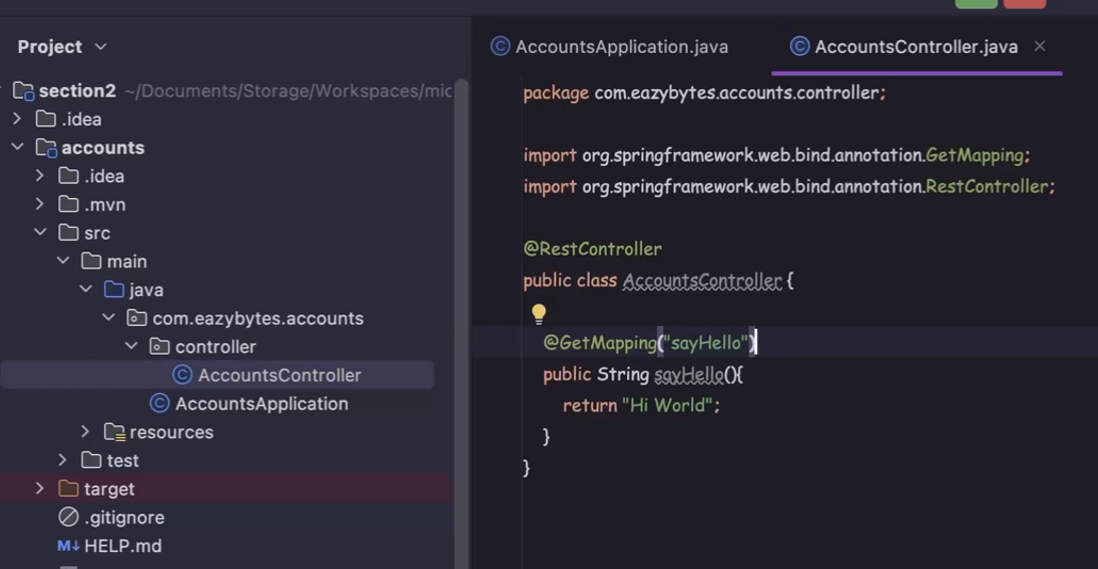 Project
section2 ~/Documents/Storage/Workspaces/mic
.idea
accounts
.idea
.mvn
src
main
java
com.eazybytes.accounts
controller
AccountsController
AccountsApplication
resources
test
target
.gitignore
M↓ HELP.md
AccountsApplication.java
AccountsController.java
package com.eazybytes.accounts.controller;
import org.springframework.web.bind.annotation.GetMapping;
import org.springframework.web.bind.annotation.RestController;
@RestController
public class AccountsController {
@GetMapping("sayHello")
public String sayHello(){
return "Hi World";
}
}